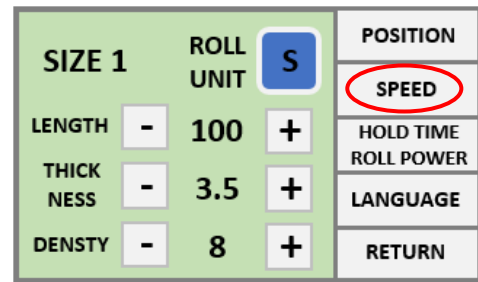 SIZE 1
ROLL
UNIT
S
LENGTH - 100 +
THICK
NESS - 3.5 +
DENSTY - 8 +
POSITION
SPEED
HOLD TIME
ROLL POWER
LANGUAGE
RETURN